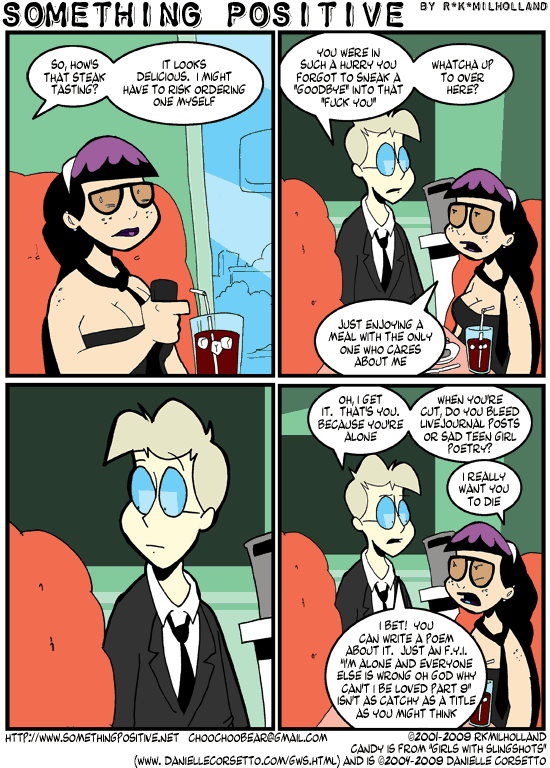 SOMETHING POSITIVE BY R*K*MILHOLLAND
SO, HOW'S
THAT STEAK
TASTING?
IT LOOKS
DELICIOUS. I MIGHT
HAVE TO RISK ORDERING
ONE MYSELF
YOU WERE IN
SUCH A HURRY YOU
FORGOT TO SNEAK A
"GOODBYE" INTO THAT
"FUCK YOU"
WHATCHA UP
TO OVER
HERE?
JUST ENJOYING A
MEAL WITH THE ONLY
ONE WHO CARES
ABOUT ME
OH, I GET
IT. THAT'S YOU.
BECAUSE YOU'RE
ALONE
WHEN YOU'RE
CUT, DO YOU BLEED
LIVEJOURNAL POSTS
OR SAD TEEN GIRL
POETRY?
I REALLY
WANT YOU
TO DIE
I BET! YOU
CAN WRITE A POEM
ABOUT IT. JUST AN F.Y.I.
"I'M ALONE AND EVERYONE
ELSE IS WRONG OH GOD WHY
CAN'T I BE LOVED PART 9"
ISN'T AS CATCHY AS A TITLE
AS YOU MIGHT THINK
HTTP://WWW.SOMETHINGPOSITIVE.NET CHOOCHOOBEAR@GMAIL.COM ©2001-2009 RKMILHOLLAND
CANDY IS FROM "GIRLS WITH SLINGSHOTS"
(WWW. DANIELLECORSETTO.COM/GWS.HTML) AND IS ©2004-2009 DANIELLE CORSETTO